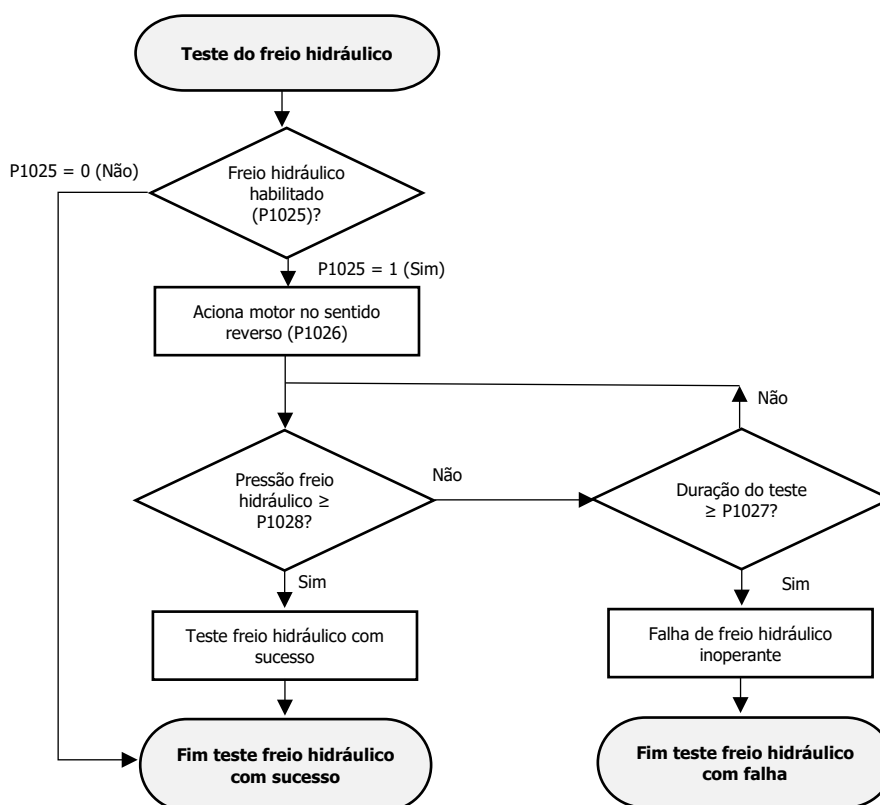 Teste do freio hidráulico
P1025 = 0 (Não)
Freio hidráulico
habilitado
(P1025)?
P1025 = 1 (Sim)
Aciona motor no sentido
reverso (P1026)
Não
Pressão freio
hidráulico ≥
P1028?
Não
Duração do teste
≥ P1027?
Sim
Sim
Teste freio hidráulico com
sucesso
Falha de freio hidráulico
inoperante
Fim teste freio hidráulico
com sucesso
Fim teste freio hidráulico
com falha